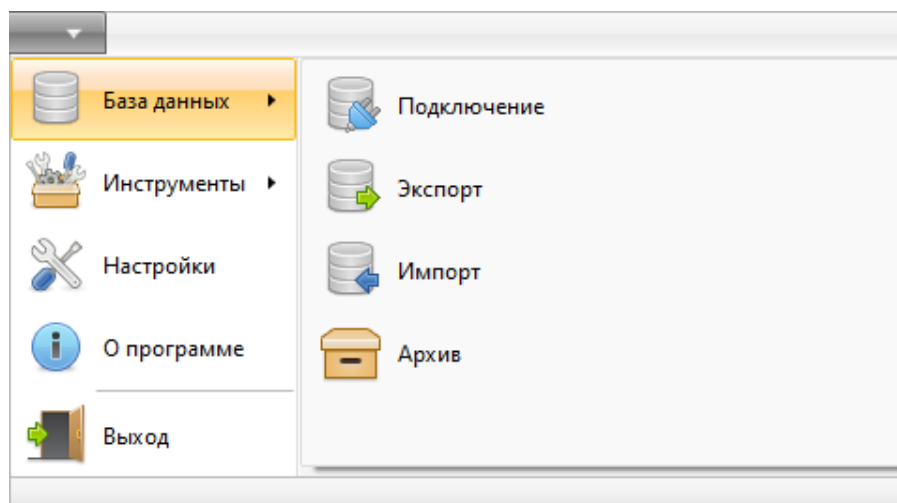 База данных
Инструменты
Настройки
О программе
Выход
Подключение
Экспорт
Импорт
Архив